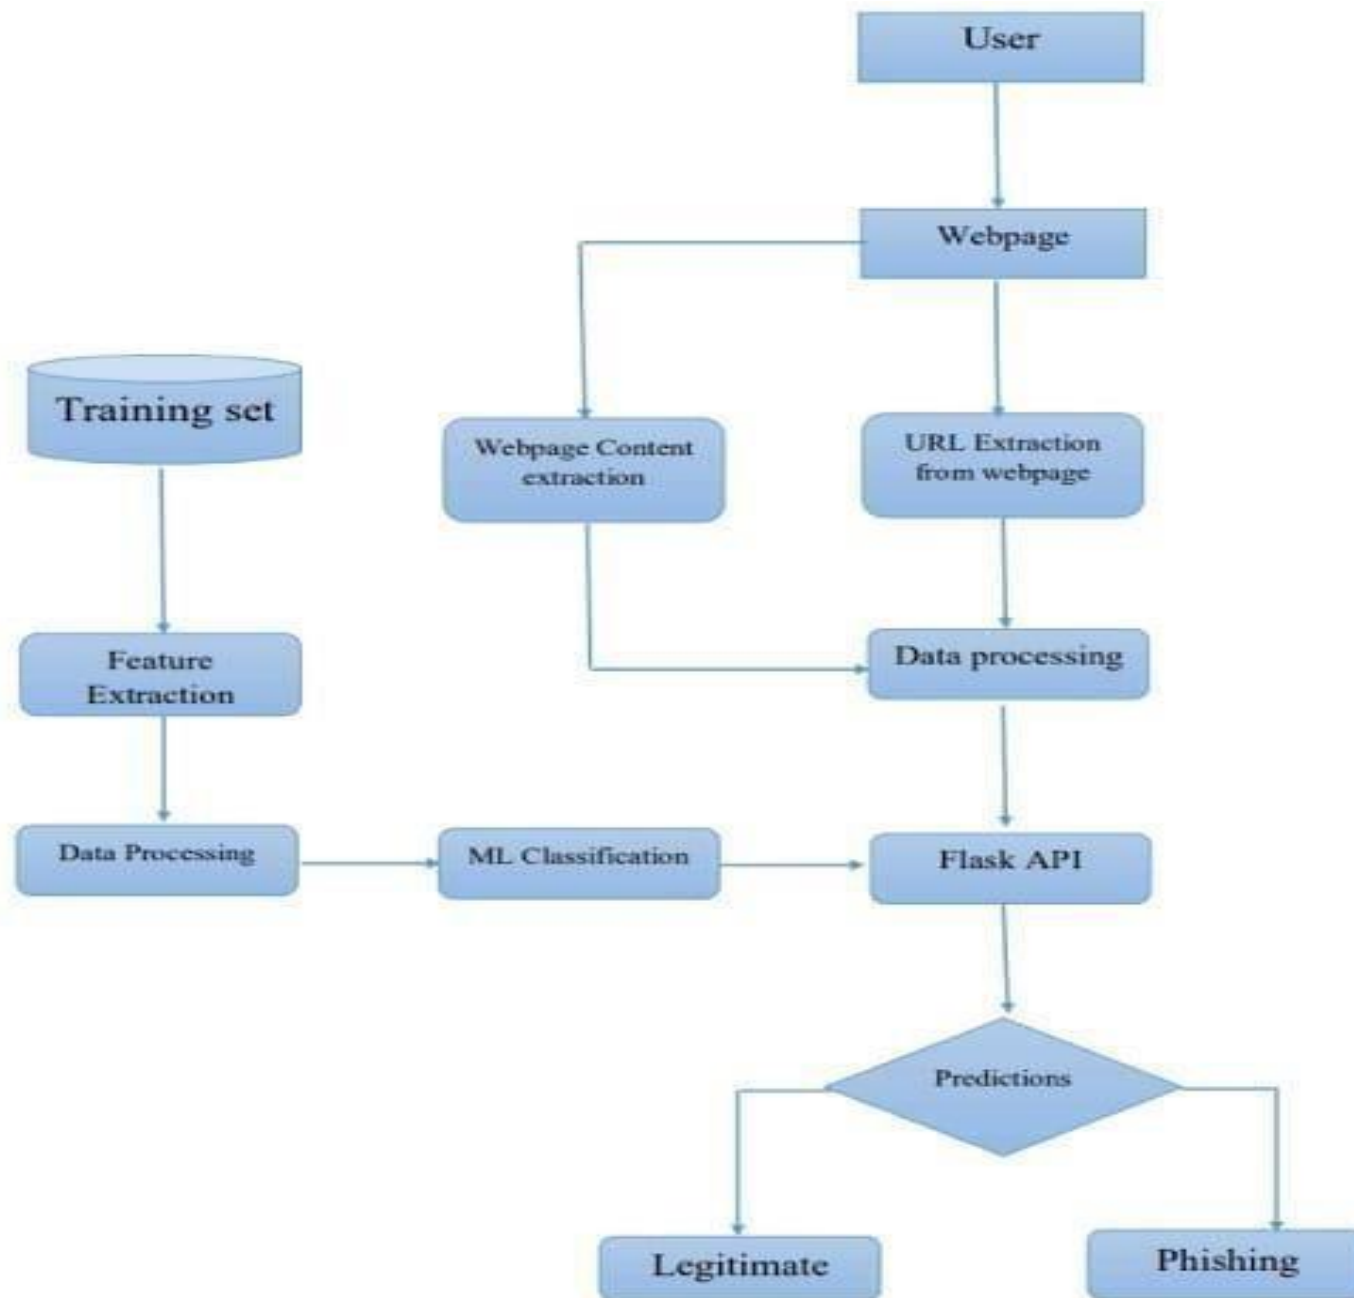 User
Webpage
Training set
Webpage Content
extraction
URL Extraction
from webpage
Feature
Extraction
Data processing
Data Processing
ML Classification
Flask API
Predictions
Legitimate
Phishing